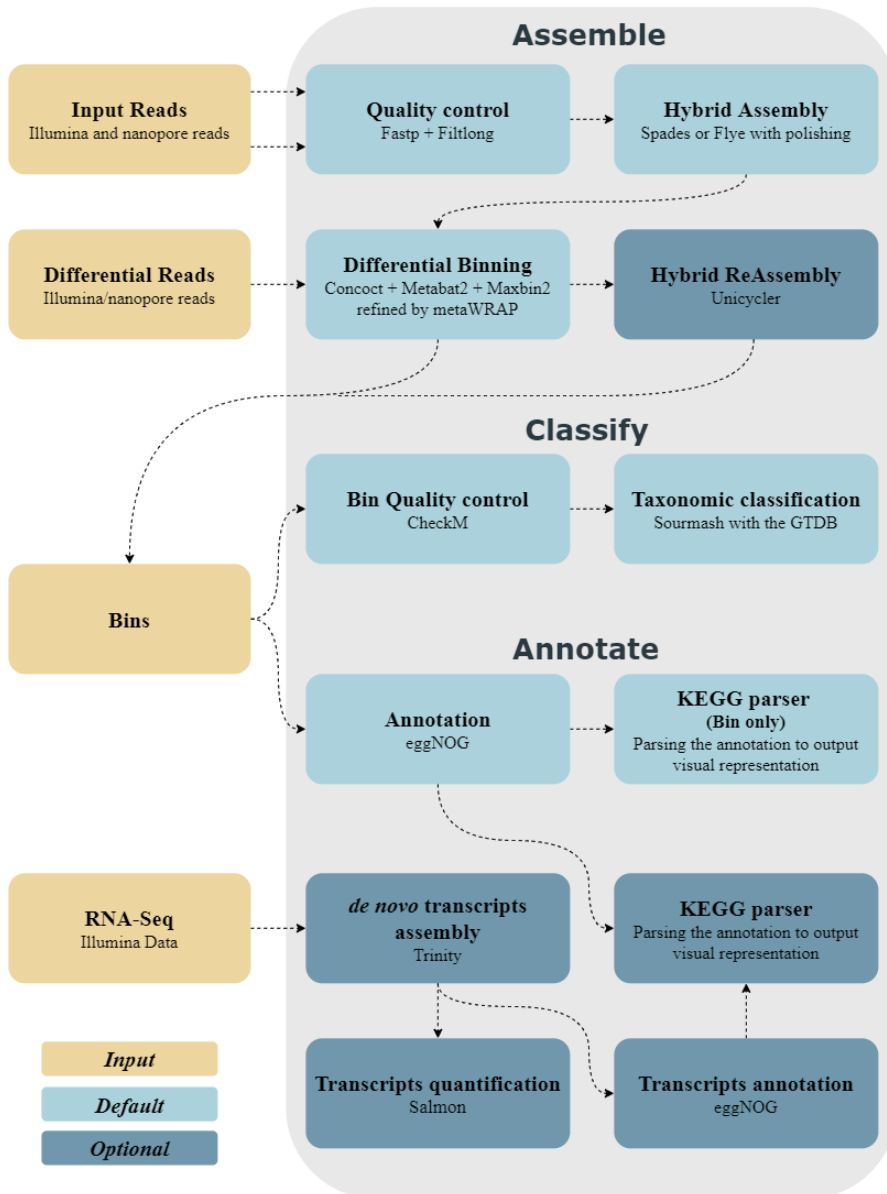 Assemble
Input Reads
Illumina and nanopore reads
Quality control
Fastp + Filtlong
Hybrid Assembly
Spades or Flye with polishing
Differential Reads
Illumina/nanopore reads
Differential Binning
Concoct + Metabat2 + Maxbin2
refined by metaWRAP
Hybrid ReAssembly
Unicycler
Classify
Bin Quality control
CheckM
Taxonomic classification
Sourmash with the GTDB
Bins
Annotate
Annotation
eggNOG
KEGG parser
(Bin only)
Parsing the annotation to output
visual representation
RNA-Seq
Illumina Data
de novo transcripts
assembly
Trinity
KEGG parser
Parsing the annotation to output
visual representation
Input
Default
Optional
Transcripts quantification
Salmon
Transcripts annotation
eggNOG